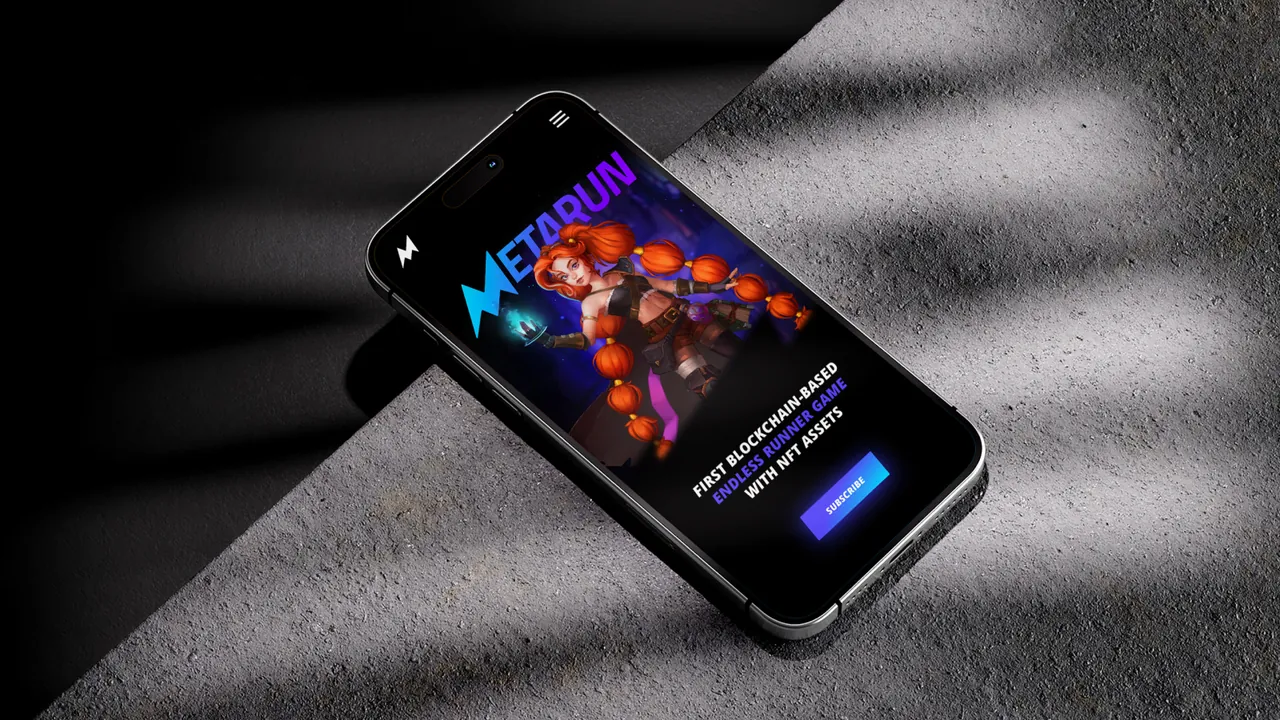 METARUN
FIRST BLOCKCHAIN-BASED
ENDLESS RUNNER GAME
WITH NFT ASSETS
SUBSCRIBE